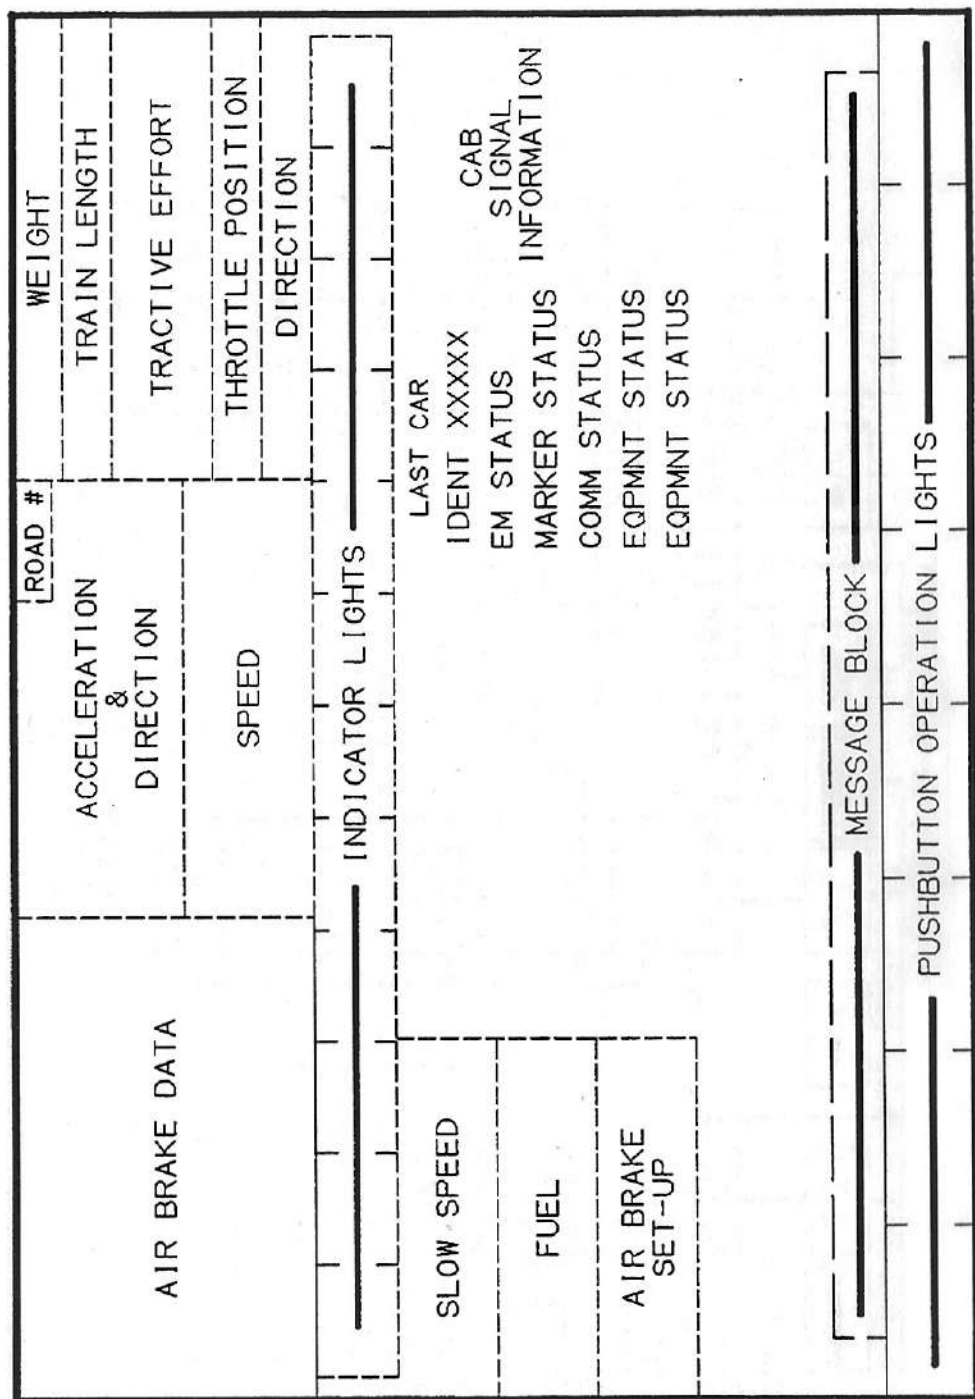 AIR BRAKE DATA
ROAD #
ACCELERATION
&
DIRECTION
SPEED
WEIGHT
TRAIN LENGTH
TRACTIVE EFFORT
THROTTLE POSITION
DIRECTION
INDICATOR LIGHTS
SLOW SPEED
FUEL
AIR BRAKE
SET-UP
LAST CAR
IDENT XXXXX
EM STATUS
MARKER STATUS
COMM STATUS
EQPMNT STATUS
EQPMNT STATUS
CAB
SIGNAL
INFORMATION
MESSAGE BLOCK
PUSHBUTTON OPERATION LIGHTS